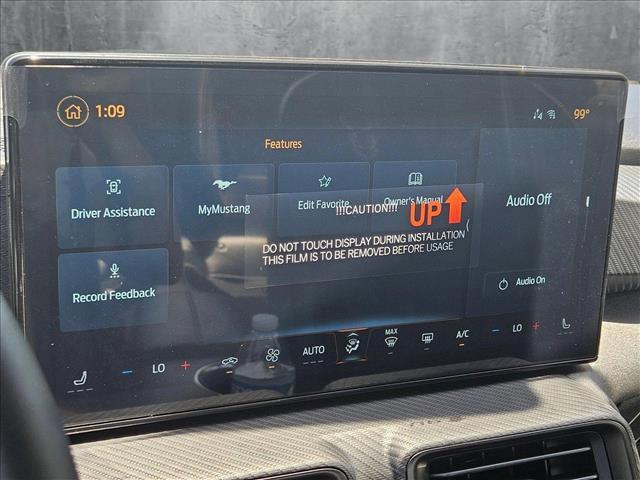 1:09
99°
Features
Driver Assistance
MyMustang
Edit Favorite
Owner's Manual
Audio Off
!!!CAUTION!!!
UP
DO NOT TOUCH DISPLAY DURING INSTALLATION
THIS FILM IS TO BE REMOVED BEFORE USAGE
Record Feedback
Audio On
LO
AUTO
MAX
A/C
LO